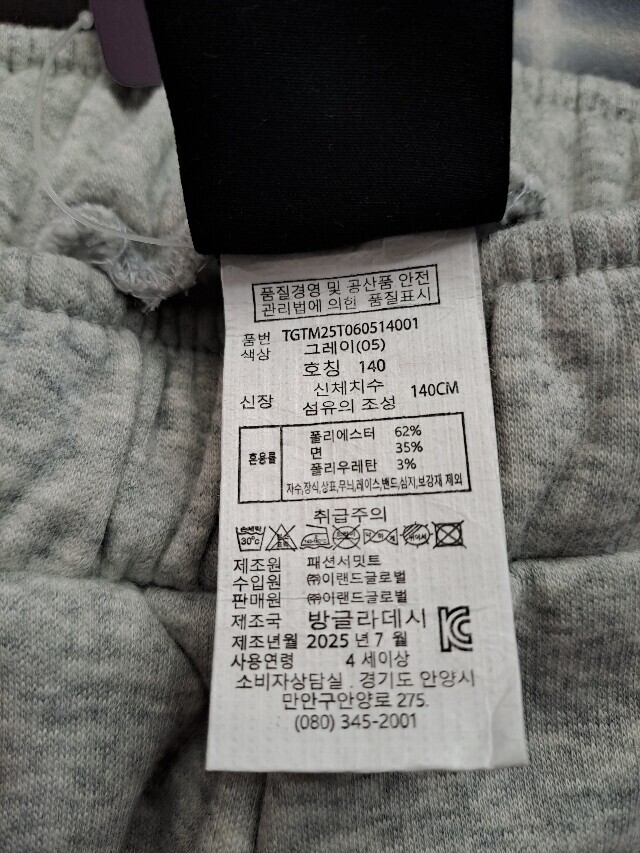 품질경영 및 공산품 안전
관리법에 의한 품질표시
품번 TGTM25T060514001
색상 그레이(05)
호칭 140
신체치수
신장 140CM
섬유의 조성
혼용률
폴리에스터 62%
면 35%
폴리우레탄 3%
자수,장식,상표,무늬,레이스,밴드,심지,보강재 제외
취급주의
30℃
제조원 패션서밋트
수입원 ㈜이랜드글로벌
판매원 ㈜이랜드글로벌
제조국 방글라데시
제조년월 2025 년 7 월
사용연령 4 세이상
소비자상담실 . 경기도 안양시
만안구안양로 275.
(080) 345-2001